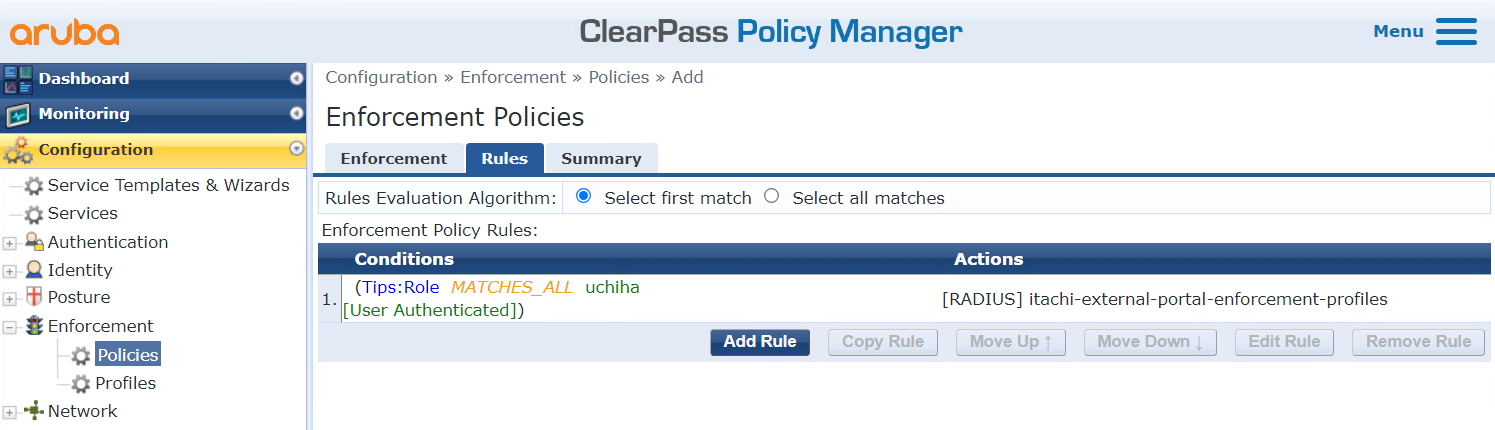 aruba
ClearPass Policy Manager
Menu
Dashboard
Monitoring
Configuration
Service Templates & Wizards
Services
Authentication
Identity
Posture
Enforcement
Policies
Profiles
Network
Configuration » Enforcement » Policies » Add
Enforcement Policies
Enforcement Rules Summary
Rules Evaluation Algorithm: Select first match Select all matches
Enforcement Policy Rules:
Conditions Actions
1. (Tips:Role MATCHES_ALL uchiha
[User Authenticated])
[RADIUS] itachi-external-portal-enforcement-profiles
Add Rule Copy Rule Move Up ↑ Move Down ↓ Edit Rule Remove Rule